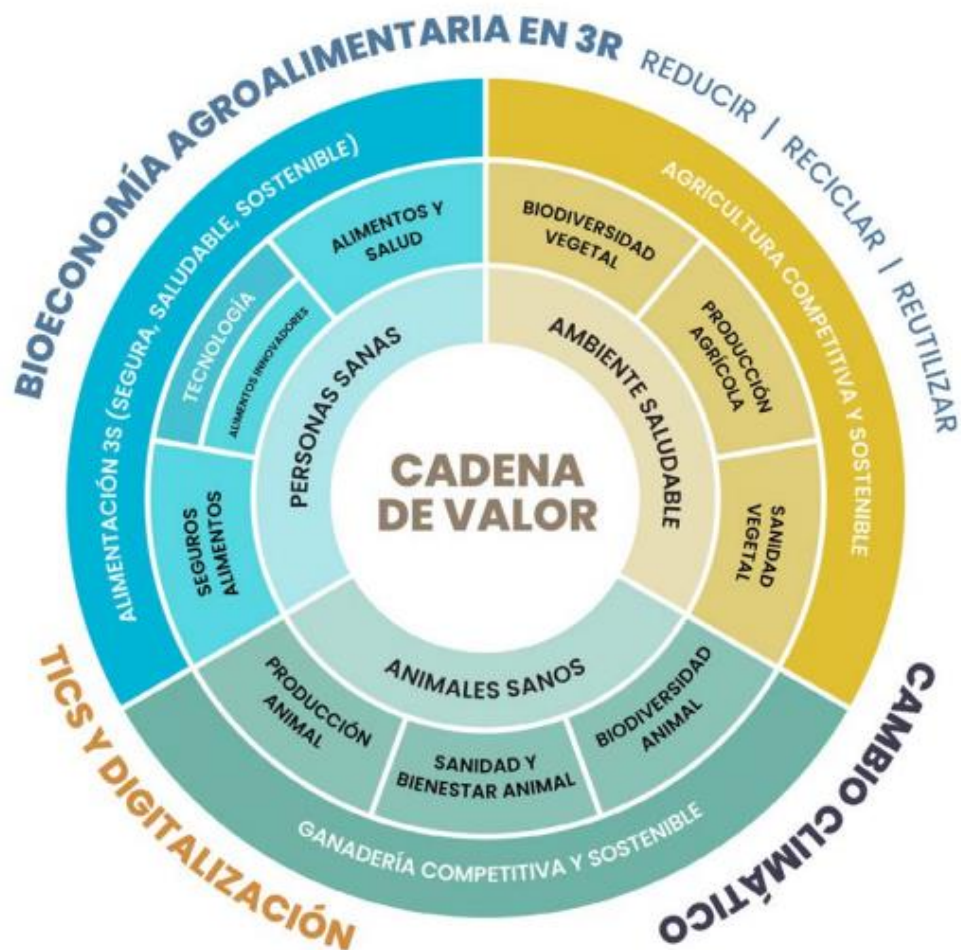 BIOECONOMÍA AGROALIMENTARIA EN 3R REDUCIR | RECICLAR | REUTILIZAR
ALIMENTACIÓN 3S (SEGURA, SALUDABLE, SOSTENIBLE)
AGRICULTURA COMPETITIVA Y SOSTENIBLE
ALIMENTOS Y
SALUD
TECNOLOGÍA
ALIMENTOS INNOVADORES
SEGUROS
ALIMENTOS
BIODIVERSIDAD
VEGETAL
PRODUCCIÓN
AGRÍCOLA
SANIDAD
VEGETAL
PERSONAS SANAS
AMBIENTE SALUDABLE
CADENA
DE VALOR
ANIMALES SANOS
PRODUCCIÓN
ANIMAL
SANIDAD Y
BIENESTAR ANIMAL
BIODIVERSIDAD
ANIMAL
GANADERÍA COMPETITIVA Y SOSTENIBLE
TICS Y DIGITALIZACIÓN
CAMBIO CLIMÁTICO